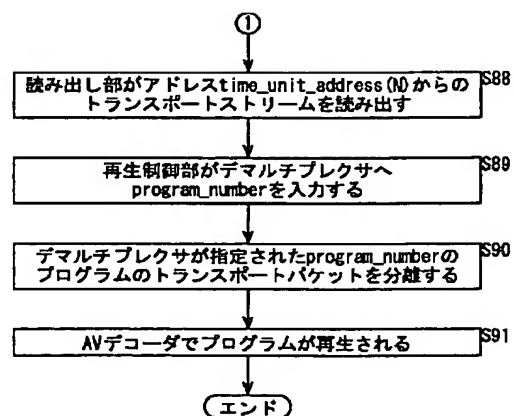 ①
読み出し部がアドレスtime_unit_address(N)からの
トランスポートストリームを読み出す
S88
再生制御部がデマルチプレクサへ
program_numberを入力する
S89
デマルチプレクサが指定されたprogram_numberの
プログラムのトランスポートパケットを分離する
S90
AVデコーダでプログラムが再生される
S91
エンド